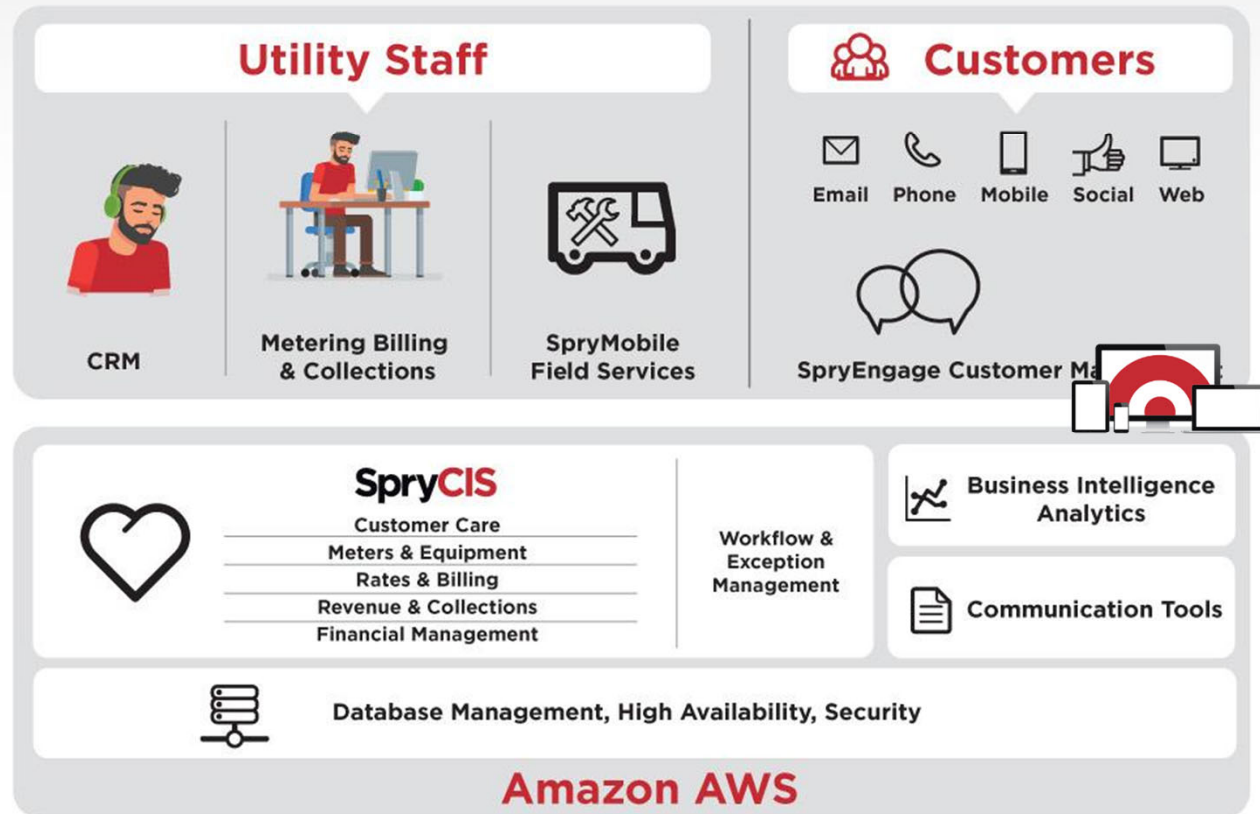 Utility Staff
Customers
Email Phone Mobile Social Web
CRM
Metering Billing
& Collections
SpryMobile
Field Services
SpryEngage Customer
SpryCIS
Customer Care
Meters & Equipment
Rates & Billing
Revenue & Collections
Financial Management
Workflow &
Exception
Management
Business Intelligence
Analytics
Communication Tools
Database Management, High Availability, Security
Amazon AWS